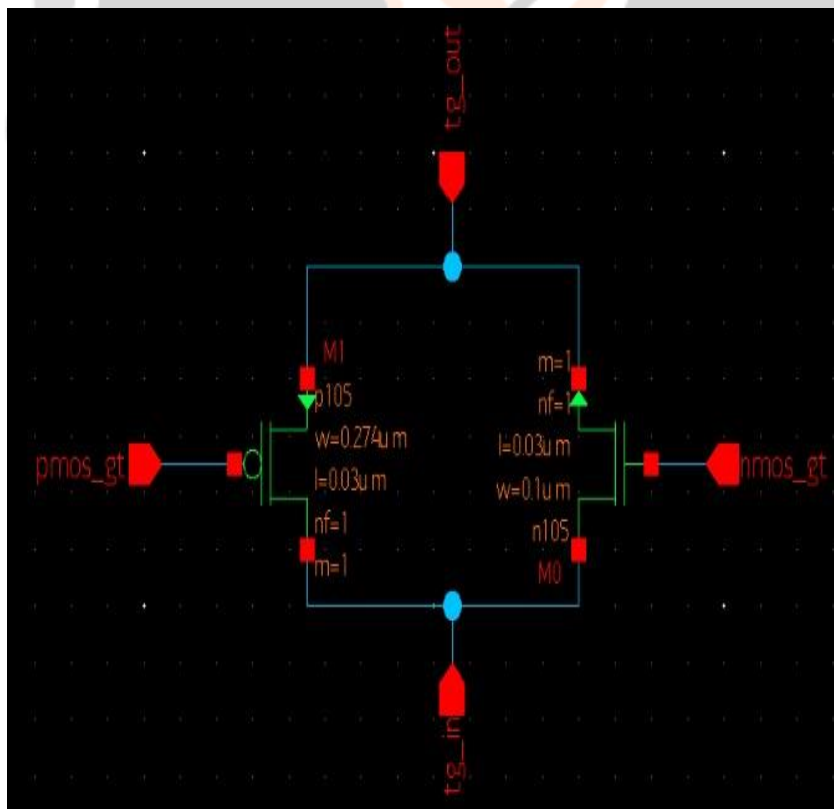 tg_out
M1
p105
w=0.274um
l=0.03um
nf=1
m=1
m=1
nf=1
l=0.03um
w=0.1um
n105
M0
pmos_gt
nmos_gt
tg_in